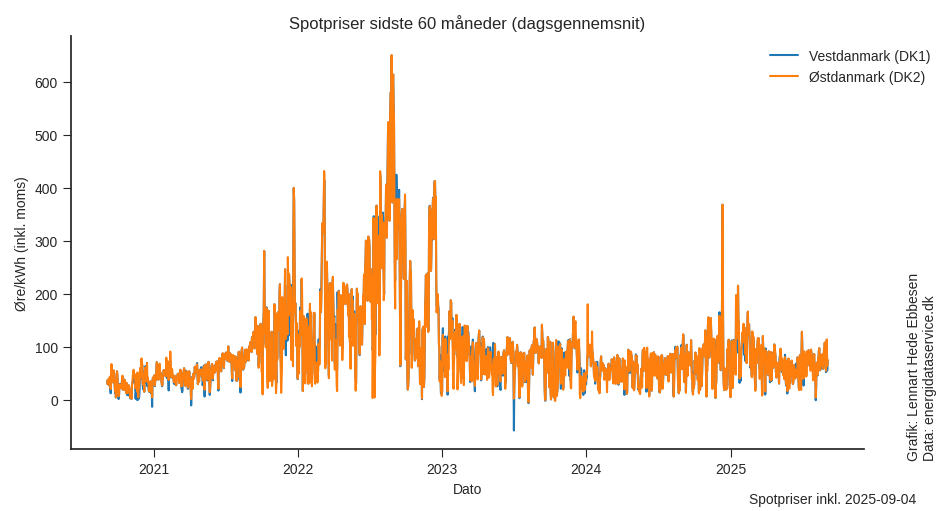 Spotpriser sidste 60 måneder (dagsgennemsnit)
Vestdanmark (DK1)
Østdanmark (DK2)
Øre/kWh (inkl. moms)
600
500
400
300
200
100
0
2021
2022
2023
2024
2025
Dato
Grafik: Lennart Hede Ebbesen
Data: energidataservice.dk
Spotpriser inkl. 2025-09-04